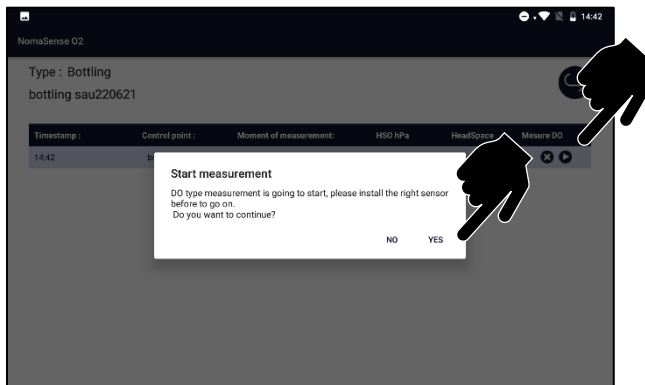 14:42
NomaSense O2
Type : Bottling
bottling sau220621
Timestamp : Control point : Moment of measurement: HSO hPa HeadSpace Mesure DO
14:42
Start measurement
DO type measurement is going to start, please install the right sensor
before to go on.
Do you want to continue?
NO YES